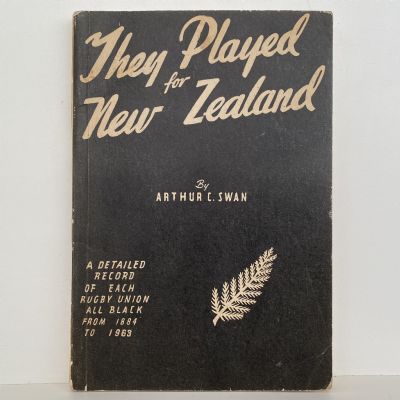 They Played
for
New Zealand
By
ARTHUR C. SWAN
A DETAILED
RECORD
OF EACH
RUGBY UNION
ALL BLACK
FROM 1884
TO 1963